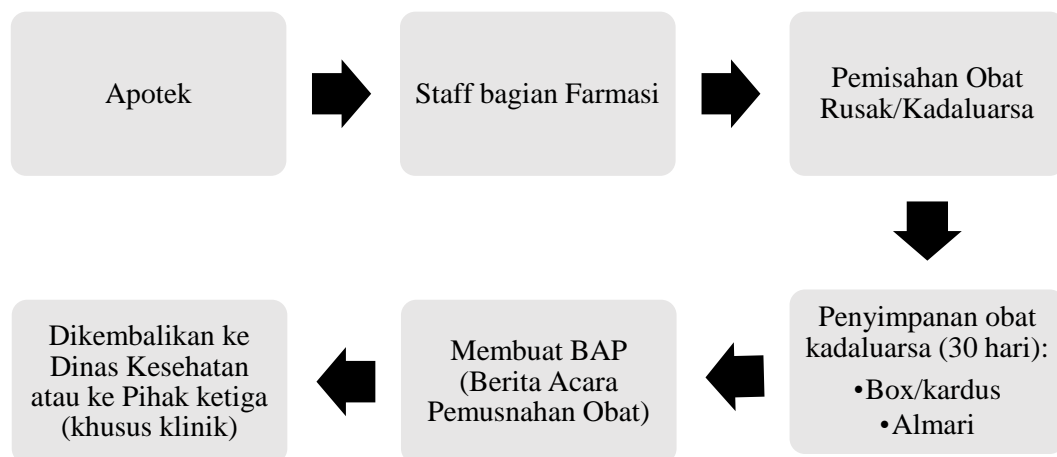 Apotek
Staff bagian Farmasi
Pemisahan Obat
Rusak/Kadaluarsa
Penyimpanan obat
kadaluarsa (30 hari):
•Box/kardus
•Almari
Membuat BAP
(Berita Acara
Pemusnahan Obat)
Dikembalikan ke
Dinas Kesehatan
atau ke Pihak ketiga
(khusus klinik)